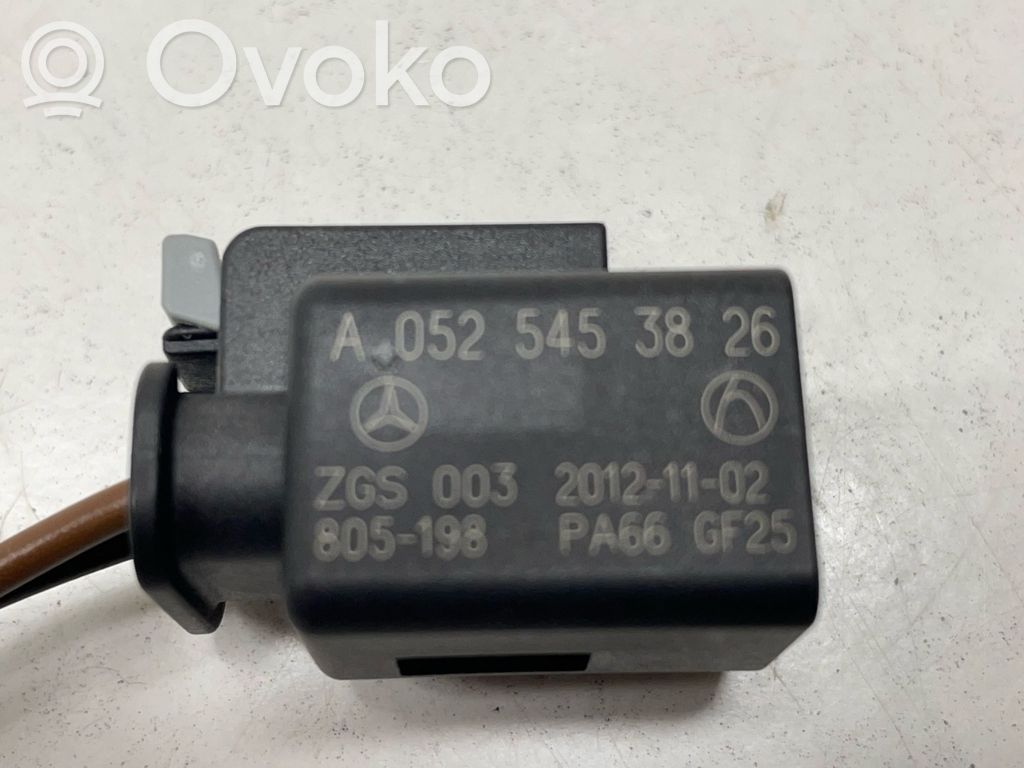 Ovoko
A 052 545 38 26
ZGS 003 2012-11-02
805-198 PA66 GF25